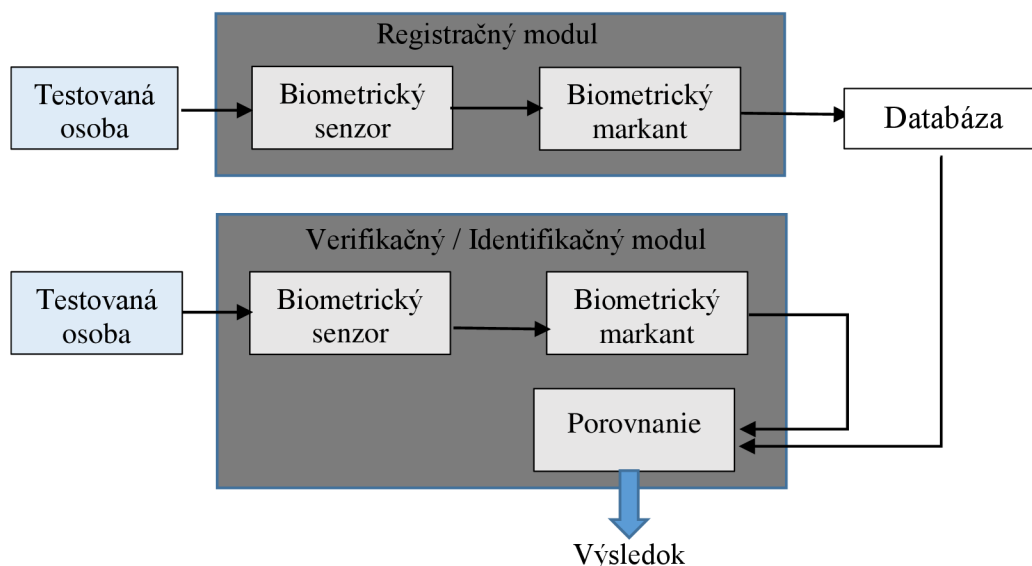 Registračný modul
Testovaná
osoba
Biometrický
senzor
Biometrický
markant
Databáza
Verifikačný / Identifikačný modul
Testovaná
osoba
Biometrický
senzor
Biometrický
markant
Porovnanie
Výsledok